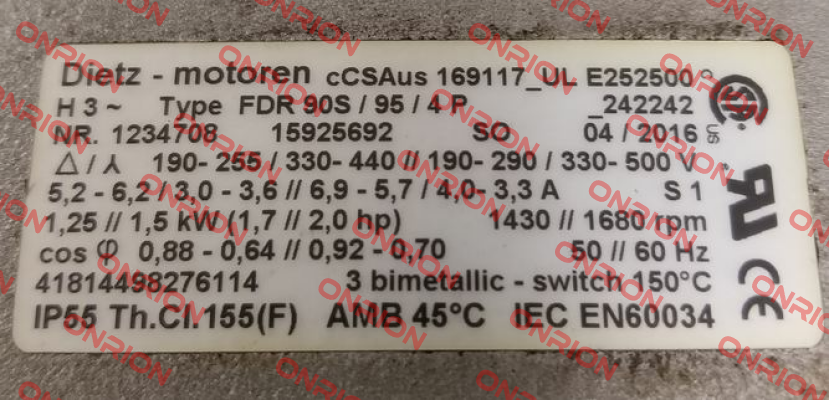 Dietz - motoren cCSAus 169117_UL E252500
H 3 ~ Type FDR 90S / 95 / 4 P _242242
NR. 1234708 15925692 SO 04 / 2016
△ / ⅄ 190- 255 / 330- 440 // 190- 290 / 330- 500 V
5,2 - 6,2 / 3,0 - 3,6 // 6,9 - 5,7 / 4,0- 3,3 A S 1
1,25 // 1,5 kW (1,7 // 2,0 hp) 1430 // 1680 rpm
cos φ 0,88 - 0,64 // 0,92 - 0,70 50 // 60 Hz
41814498276114 3 bimetallic - switch 150°C
IP55 Th.Cl.155(F) AMB 45°C IEC EN60034
US
CE
ONRION